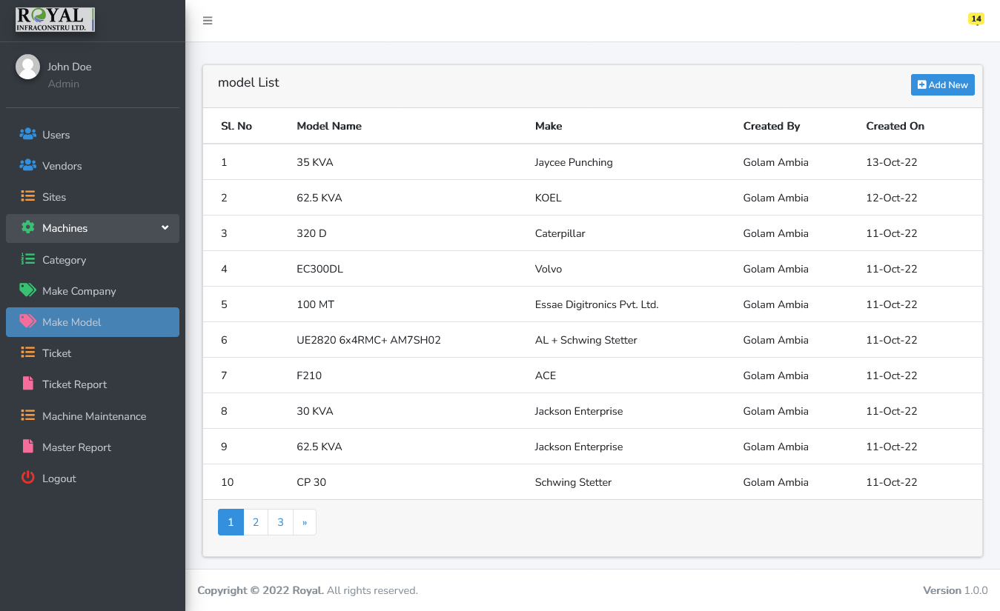 ROYAL
INFRACONSTRU LTD.
14
John Doe
Admin
Users
Vendors
Sites
Machines
Category
Make Company
Make Model
Ticket
Ticket Report
Machine Maintenance
Master Report
Logout
model List
Add New
Sl. No Model Name Make Created By Created On
1 35 KVA Jaycee Punching Golam Ambia 13-Oct-22
2 62.5 KVA KOEL Golam Ambia 12-Oct-22
3 320 D Caterpillar Golam Ambia 11-Oct-22
4 EC300DL Volvo Golam Ambia 11-Oct-22
5 100 MT Essae Digitronics Pvt. Ltd. Golam Ambia 11-Oct-22
6 UE2820 6x4RMC+ AM7SH02 AL + Schwing Stetter Golam Ambia 11-Oct-22
7 F210 ACE Golam Ambia 11-Oct-22
8 30 KVA Jackson Enterprise Golam Ambia 11-Oct-22
9 62.5 KVA Jackson Enterprise Golam Ambia 11-Oct-22
10 CP 30 Schwing Stetter Golam Ambia 11-Oct-22
1 2 3 »
Copyright © 2022 Royal. All rights reserved. Version 1.0.0